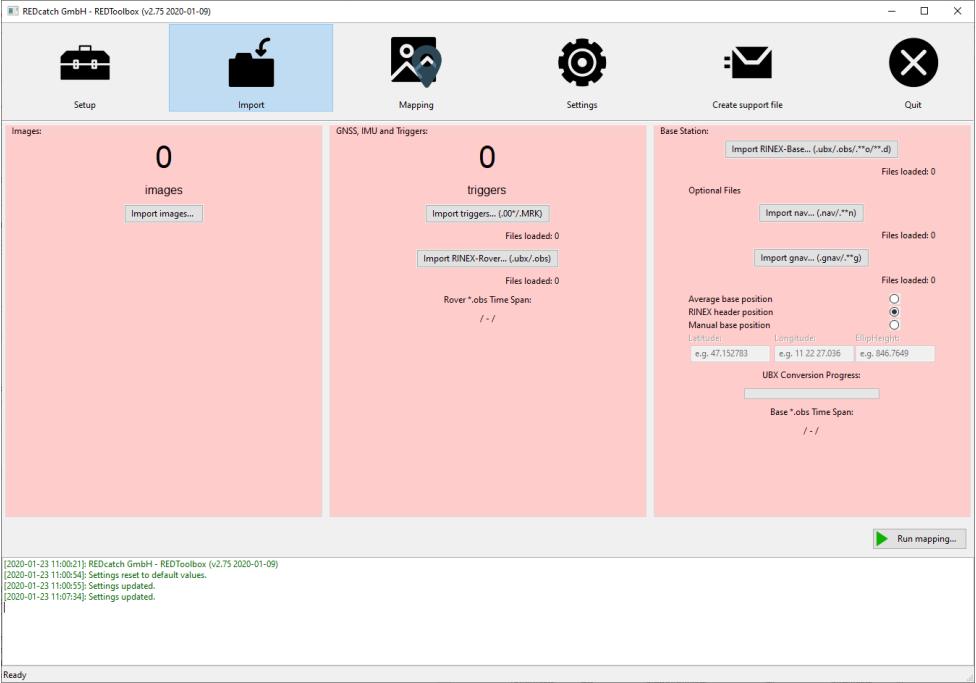 REDcatch GmbH - REDToolbox (v2.75 2020-01-09)
Setup
Import
Mapping
Settings
Create support file
Quit
Images:
0
images
Import images...
GNSS, IMU and Triggers:
0
triggers
Import triggers... (.00*/.MRK)
Files loaded: 0
Import RINEX-Rover... (.ubx/.obs)
Files loaded: 0
Rover *.obs Time Span:
/ - /
Base Station:
Import RINEX-Base... (.ubx/.obs/.**o/**.d)
Files loaded: 0
Optional Files
Import nav... (.nav/.**n)
Files loaded: 0
Import gnav... (.gnav/.**g)
Files loaded: 0
Average base position
RINEX header position
Manual base position
Latitude: Longitude: EllipHeight:
e.g. 47.152783 e.g. 11 22 27.036 e.g. 846.7649
UBX Conversion Progress:
Base *.obs Time Span:
/ - /
Run mapping...
[2020-01-23 11:00:21]: REDcatch GmbH - REDToolbox (v2.75 2020-01-09)
[2020-01-23 11:00:54]: Settings reset to default values.
[2020-01-23 11:00:55]: Settings updated.
[2020-01-23 11:07:34]: Settings updated.
Ready